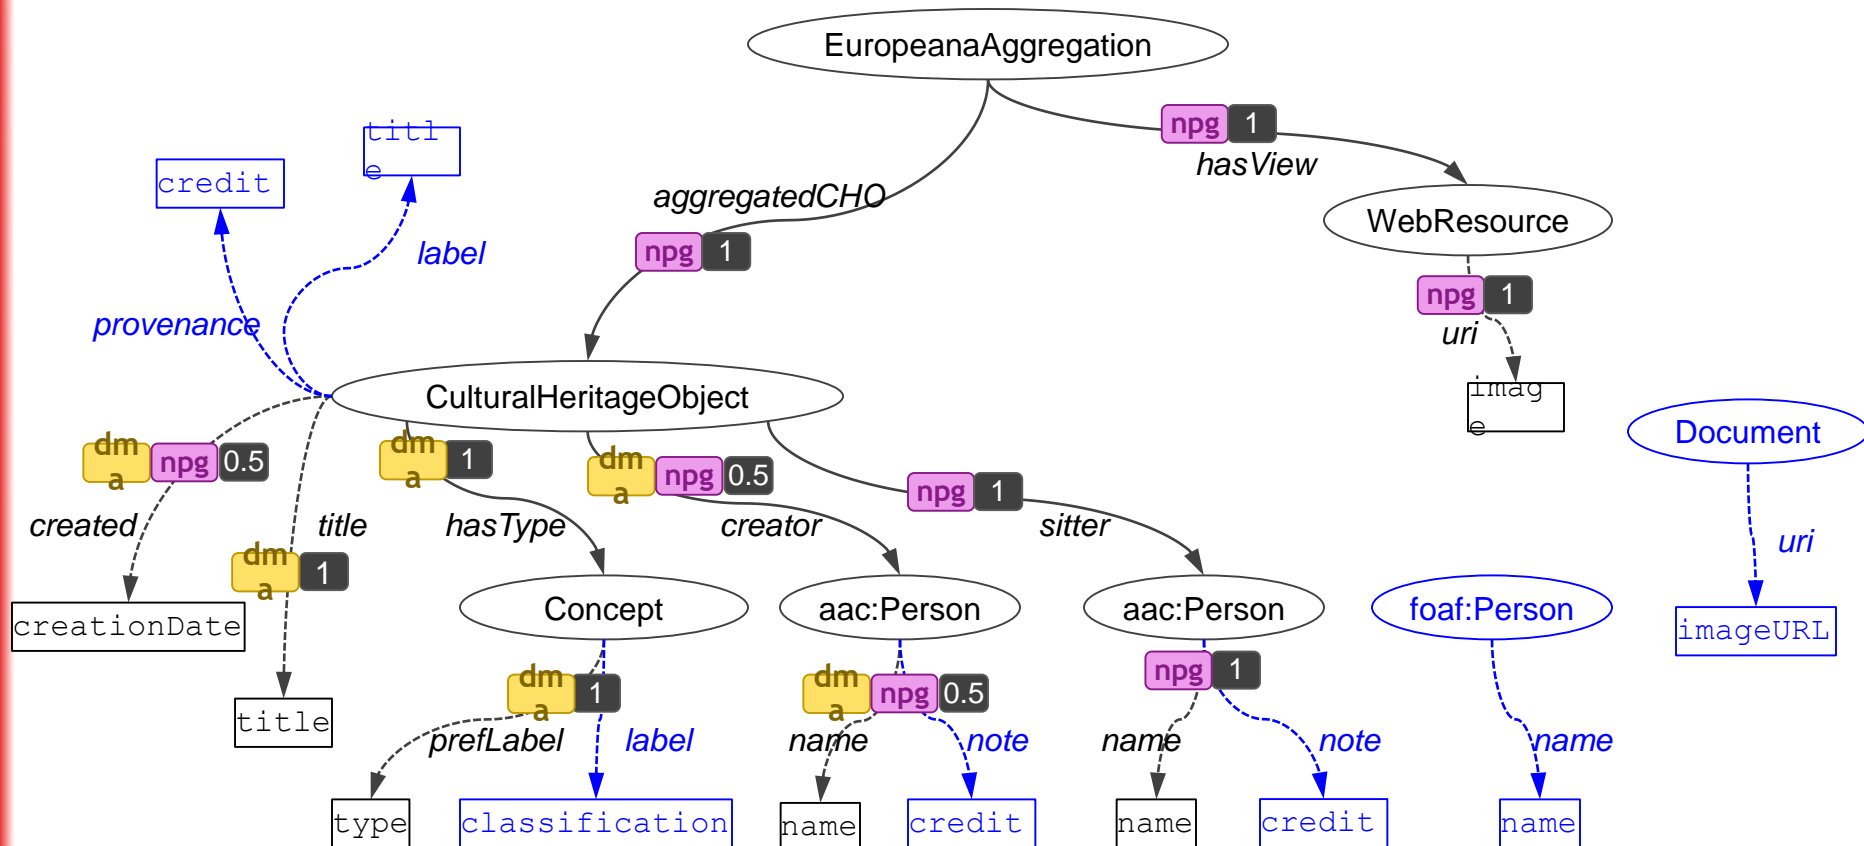 EuropeanaAggregation
npg 1
hasView
titl
e
credit
aggregatedCHO
npg 1
label
WebResource
npg 1
uri
provenance
imag
e
CulturalHeritageObject
Document
dm
a
npg 0.5
dm
a
1
dm
a
npg 0.5
npg 1
created
title
hasType
creator
sitter
uri
dm
a
1
Concept
aac:Person
aac:Person
foaf:Person
creationDate
imageURL
dm
a
1
dm
a
npg 0.5
npg 1
title
prefLabel
label
name
note
name
note
name
type
classification
name
credit
name
credit
name